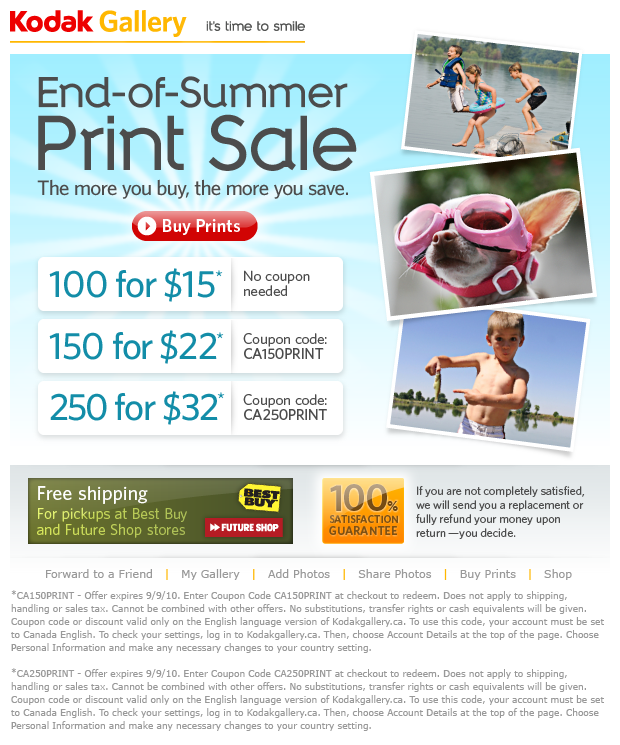 Kodak Gallery it's time to smile
End-of-Summer
Print Sale
The more you buy, the more you save.
Buy Prints
100 for $15* No coupon needed
150 for $22* Coupon code: CA150PRINT
250 for $32* Coupon code: CA250PRINT
Free shipping
For pickups at Best Buy
and Future Shop stores
BEST BUY
FUTURE SHOP
100%
SATISFACTION
GUARANTEE
If you are not completely satisfied,
we will send you a replacement or
fully refund your money upon
return —you decide.
Forward to a Friend | My Gallery | Add Photos | Share Photos | Buy Prints | Shop
*CA150PRINT - Offer expires 9/9/10. Enter Coupon Code CA150PRINT at checkout to redeem. Does not apply to shipping,
handling or sales tax. Cannot be combined with other offers. No substitutions, transfer rights or cash equivalents will be given.
Coupon code or discount valid only on the English language version of Kodakgallery.ca. To use this code, your account must be set
to Canada English. To check your settings, log in to Kodakgallery.ca. Then, choose Account Details at the top of the page. Choose
Personal Information and make any necessary changes to your country setting.
*CA250PRINT - Offer expires 9/9/10. Enter Coupon Code CA250PRINT at checkout to redeem. Does not apply to shipping,
handling or sales tax. Cannot be combined with other offers. No substitutions, transfer rights or cash equivalents will be given.
Coupon code or discount valid only on the English language version of Kodakgallery.ca. To use this code, your account must be set
to Canada English. To check your settings, log in to Kodakgallery.ca. Then, choose Account Details at the top of the page. Choose
Personal Information and make any necessary changes to your country setting.